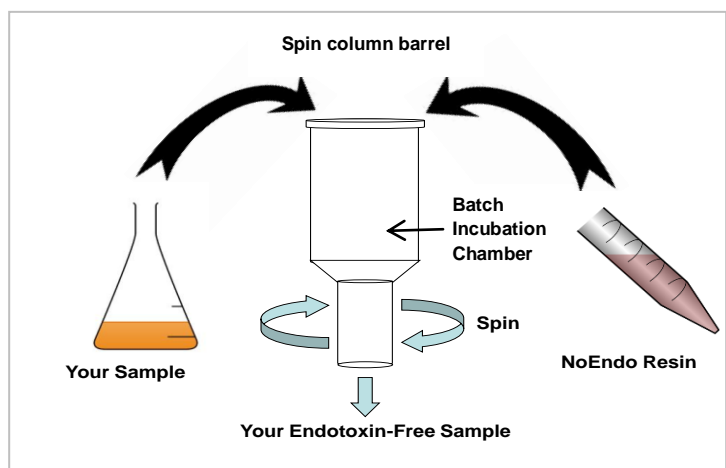 Spin column barrel
Batch
Incubation
Chamber
Spin
Your Sample
NoEndo Resin
Your Endotoxin-Free Sample